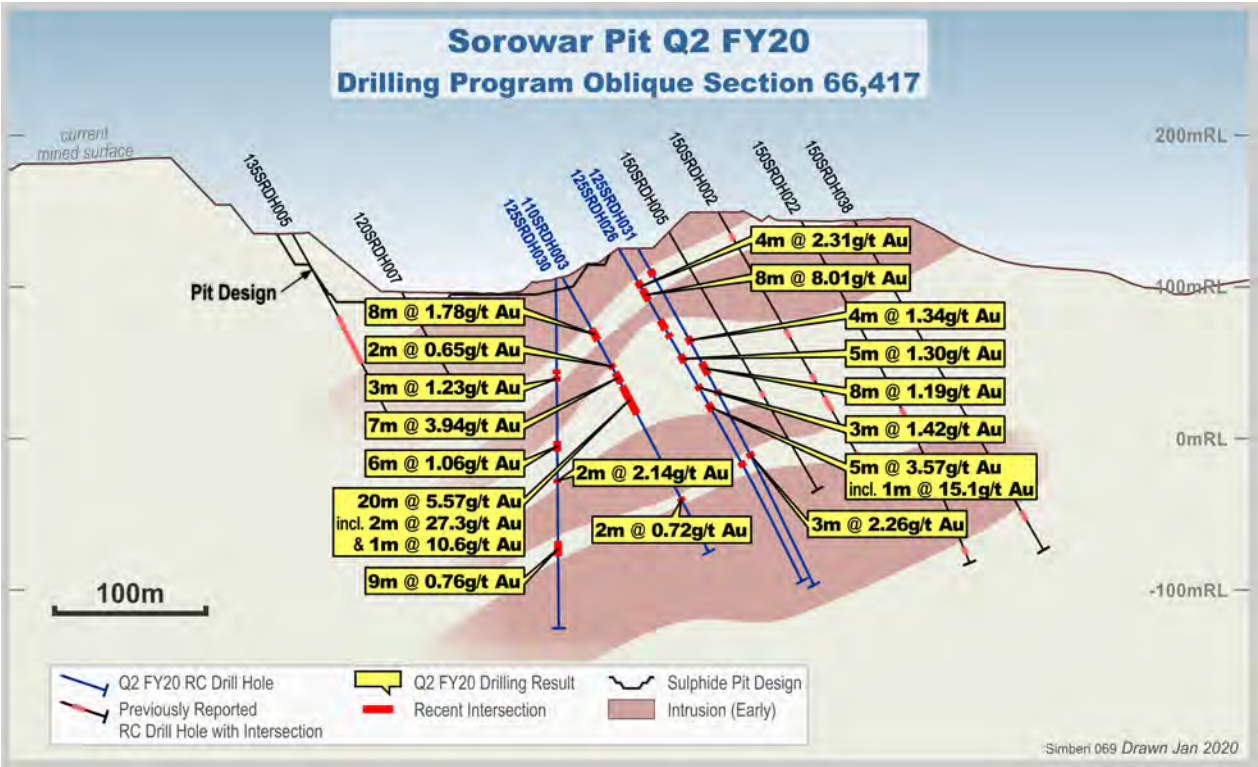 Sorowar Pit Q2 FY20
Drilling Program Oblique Section 66,417
current
mined surface
200mRL
100mRL
0mRL
-100mRL
135SRDH005
120SRDH007
125SRDH030
110SRDH003
125SRDH026
125SRDH031
150SRDH005
150SRDH002
150SRDH022
150SRDH038
Pit Design
8m @ 1.78g/t Au
2m @ 0.65g/t Au
3m @ 1.23g/t Au
7m @ 3.94g/t Au
6m @ 1.06g/t Au
20m @ 5.57g/t Au
incl. 2m @ 27.3g/t Au
& 1m @ 10.6g/t Au
9m @ 0.76g/t Au
2m @ 2.14g/t Au
2m @ 0.72g/t Au
4m @ 2.31g/t Au
8m @ 8.01g/t Au
4m @ 1.34g/t Au
5m @ 1.30g/t Au
8m @ 1.19g/t Au
3m @ 1.42g/t Au
5m @ 3.57g/t Au
incl. 1m @ 15.1g/t Au
3m @ 2.26g/t Au
100m
Q2 FY20 RC Drill Hole
Previously Reported
RC Drill Hole with Intersection
Q2 FY20 Drilling Result
Recent Intersection
Sulphide Pit Design
Intrusion (Early)
Simberi 069 Drawn Jan 2020